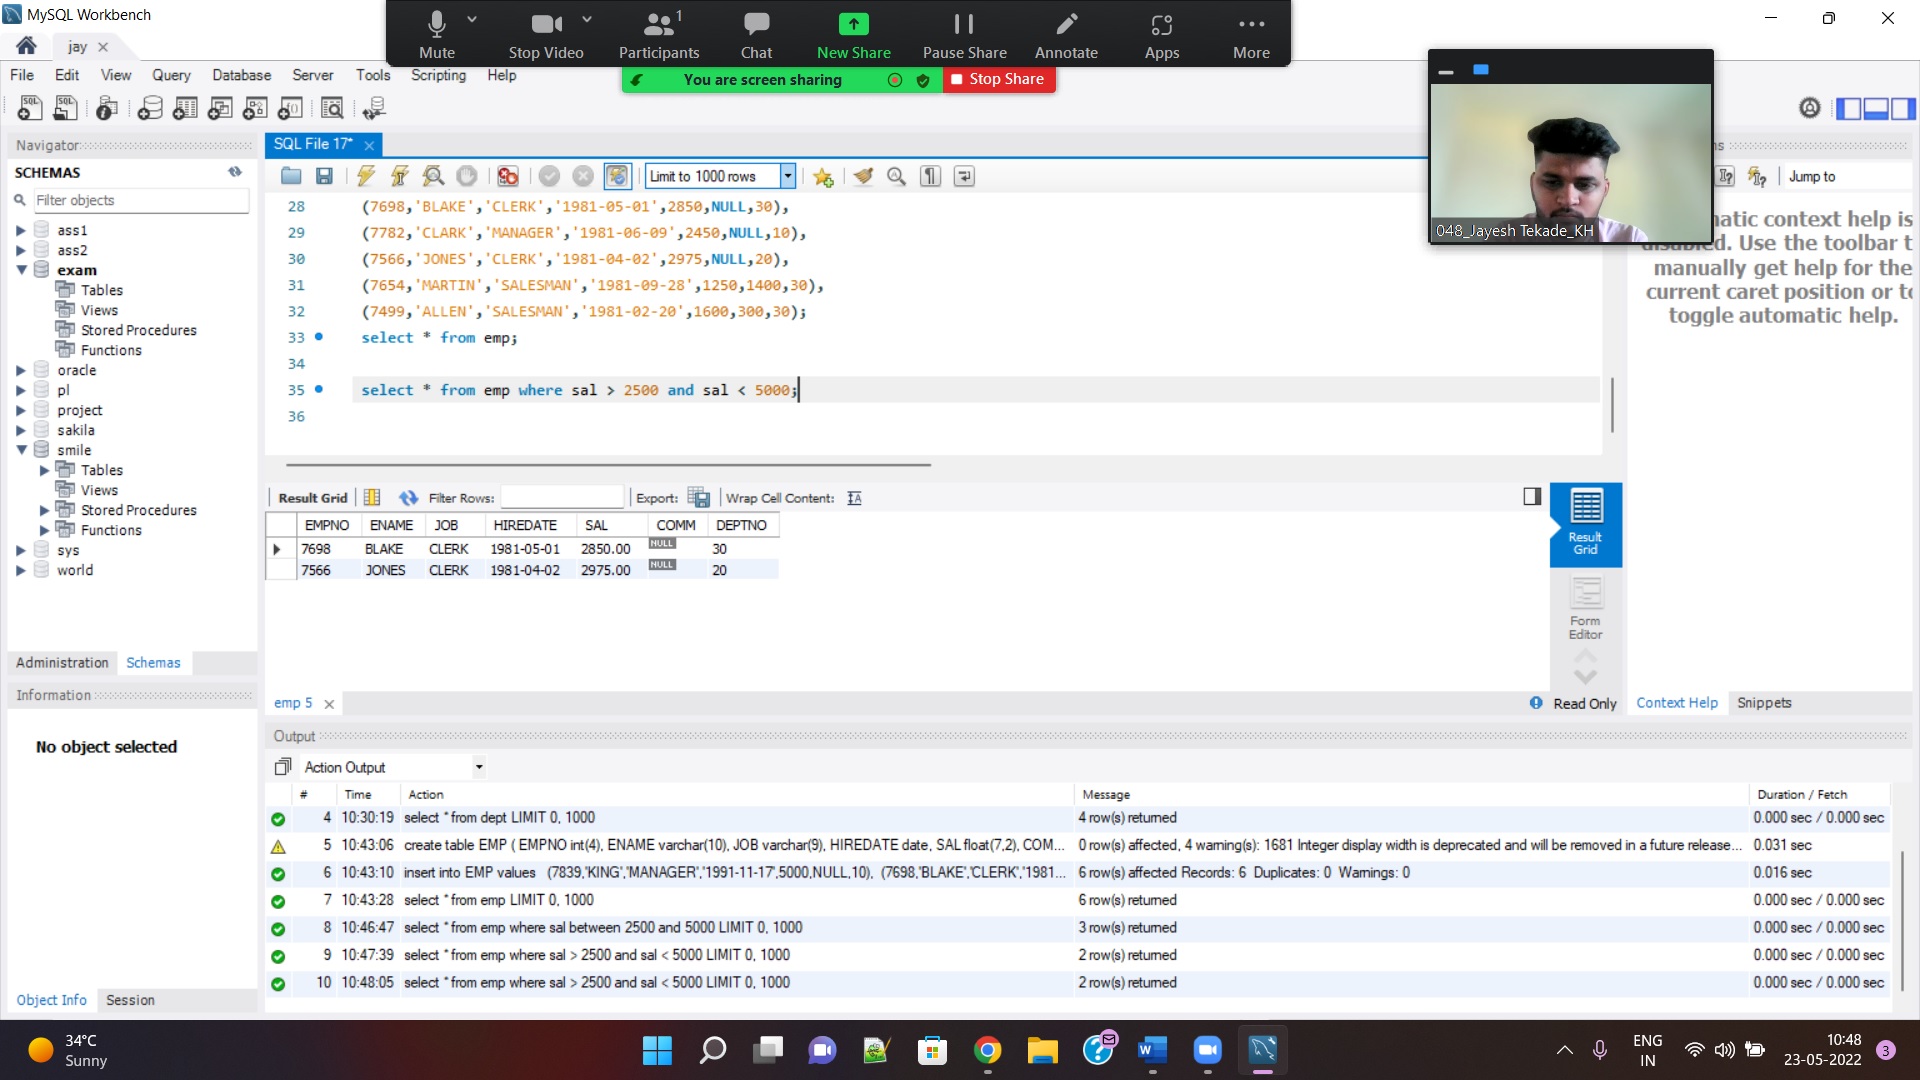 MySQL Workbench
jay
File Edit View Query Database Server Tools Scripting Help
Mute
Stop Video
1
Participants
Chat
New Share
Pause Share
Annotate
Apps
More
You are screen sharing
Stop Share
048_Jayesh Tekade_KH
Navigator
SCHEMAS
Filter objects
ass1
ass2
exam
Tables
Views
Stored Procedures
Functions
oracle
pl
project
sakila
smile
Tables
Views
Stored Procedures
Functions
sys
world
Administration Schemas
Information
No object selected
Object Info Session
SQL File 17*
Limit to 1000 rows
28 (7698,'BLAKE','CLERK','1981-05-01',2850,NULL,30),
29 (7782,'CLARK','MANAGER','1981-06-09',2450,NULL,10),
30 (7566,'JONES','CLERK','1981-04-02',2975,NULL,20),
31 (7654,'MARTIN','SALESMAN','1981-09-28',1250,1400,30),
32 (7499,'ALLEN','SALESMAN','1981-02-20',1600,300,30);
33 select * from emp;
34
35 select * from emp where sal > 2500 and sal < 5000;
36
Jump to
matic context help is
disabled. Use the toolbar t
manually get help for the
current caret position or to
toggle automatic help.
Result Grid Filter Rows: Export: Wrap Cell Content:
EMPNO ENAME JOB HIREDATE SAL COMM DEPTNO
7698 BLAKE CLERK 1981-05-01 2850.00 NULL 30
7566 JONES CLERK 1981-04-02 2975.00 NULL 20
Result
Grid
Form
Editor
emp 5
Read Only
Context Help Snippets
Output
Action Output
# Time Action Message Duration / Fetch
4 10:30:19 select * from dept LIMIT 0, 1000 4 row(s) returned 0.000 sec / 0.000 sec
5 10:43:06 create table EMP ( EMPNO int(4), ENAME varchar(10), JOB varchar(9), HIREDATE date, SAL float(7,2), COM... 0 row(s) affected, 4 warning(s): 1681 Integer display width is deprecated and will be removed in a future release... 0.031 sec
6 10:43:10 insert into EMP values (7839,'KING','MANAGER','1991-11-17',5000,NULL,10), (7698,'BLAKE','CLERK','1981... 6 row(s) affected Records: 6 Duplicates: 0 Warnings: 0 0.016 sec
7 10:43:28 select * from emp LIMIT 0, 1000 6 row(s) returned 0.000 sec / 0.000 sec
8 10:46:47 select * from emp where sal between 2500 and 5000 LIMIT 0, 1000 3 row(s) returned 0.000 sec / 0.000 sec
9 10:47:39 select * from emp where sal > 2500 and sal < 5000 LIMIT 0, 1000 2 row(s) returned 0.000 sec / 0.000 sec
10 10:48:05 select * from emp where sal > 2500 and sal < 5000 LIMIT 0, 1000 2 row(s) returned 0.000 sec / 0.000 sec
34°C
Sunny
ENG
IN
10:48
23-05-2022
3